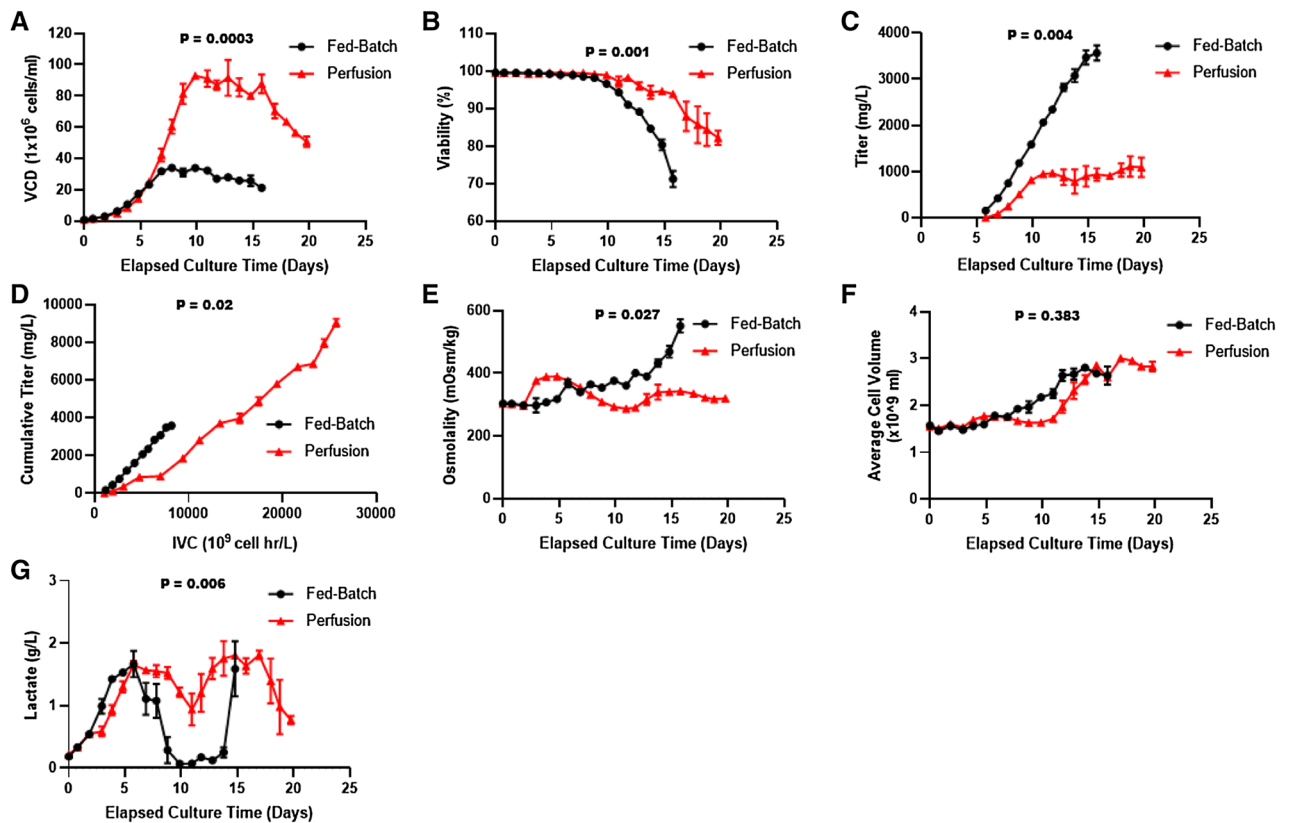 A
P = 0.0003
Fed-Batch
Perfusion
VCD (1x10⁶ cells/ml)
120
100
80
60
40
20
0
0 5 10 15 20 25
Elapsed Culture Time (Days)
B
P = 0.001
Fed-Batch
Perfusion
Viability (%)
110
100
90
80
70
60
0 5 10 15 20 25
Elapsed Culture Time (Days)
C
P = 0.004
Fed-Batch
Perfusion
Titer (mg/L)
4000
3000
2000
1000
0
0 5 10 15 20 25
Elapsed Culture Time (Days)
D
P = 0.02
Fed-Batch
Perfusion
Cumulative Titer (mg/L)
10000
8000
6000
4000
2000
0
0 10000 20000 30000
IVC (10⁹ cell hr/L)
E
P = 0.027
Fed-Batch
Perfusion
Osmolality (mOsm/kg)
600
400
200
0
0 5 10 15 20 25
Elapsed Culture Time (Days)
F
P = 0.383
Fed-Batch
Perfusion
Average Cell Volume
(x10^9 ml)
4
3
2
1
0
0 5 10 15 20 25
Elapsed Culture Time (Days)
G
P = 0.006
Fed-Batch
Perfusion
Lactate (g/L)
3
2
1
0
0 5 10 15 20 25
Elapsed Culture Time (Days)